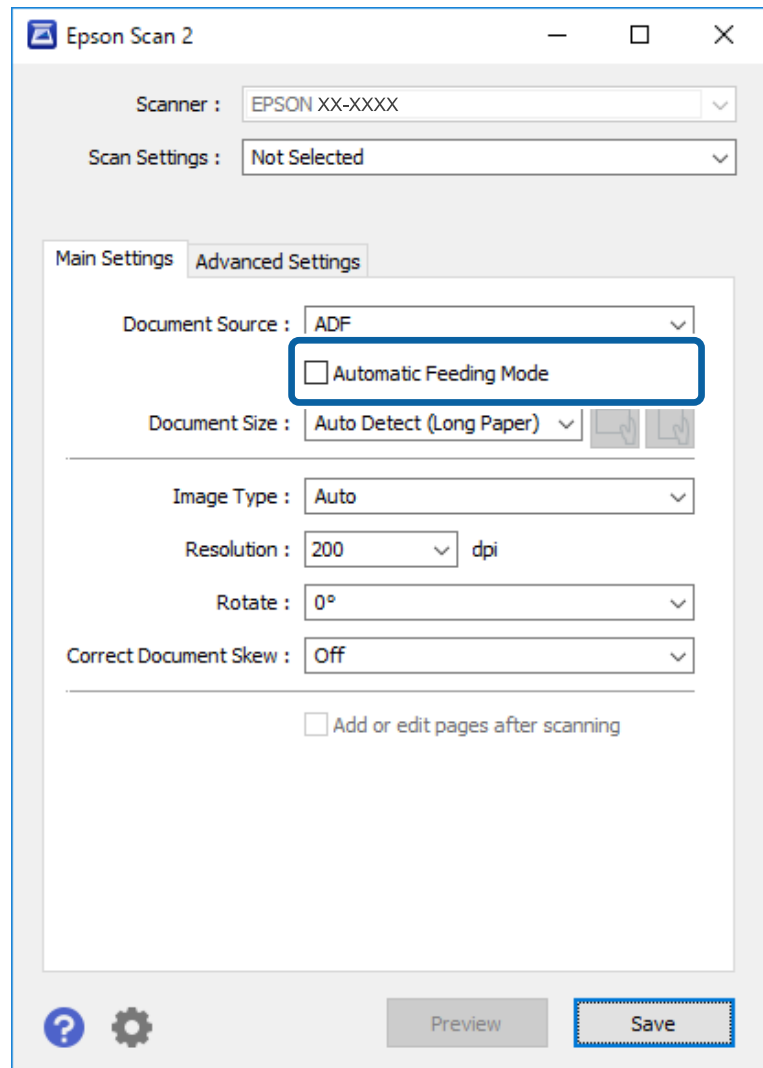 Epson Scan 2
Scanner : EPSON XX-XXXX
Scan Settings : Not Selected
Main Settings Advanced Settings
Document Source : ADF
Automatic Feeding Mode
Document Size : Auto Detect (Long Paper)
Image Type : Auto
Resolution : 200 dpi
Rotate : 0°
Correct Document Skew : Off
Add or edit pages after scanning
? Preview Save